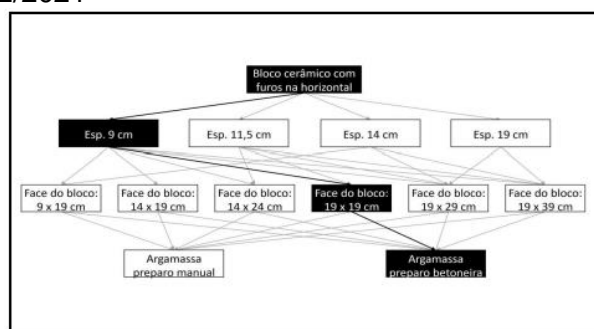 Bloco cerâmico com
furos na horizontal
Esp. 9 cm
Esp. 11,5 cm
Esp. 14 cm
Esp. 19 cm
Face do bloco:
9 x 19 cm
Face do bloco:
14 x 19 cm
Face do bloco:
14 x 24 cm
Face do bloco:
19 x 19 cm
Face do bloco:
19 x 29 cm
Face do bloco:
19 x 39 cm
Argamassa
preparo manual
Argamassa
preparo betoneira